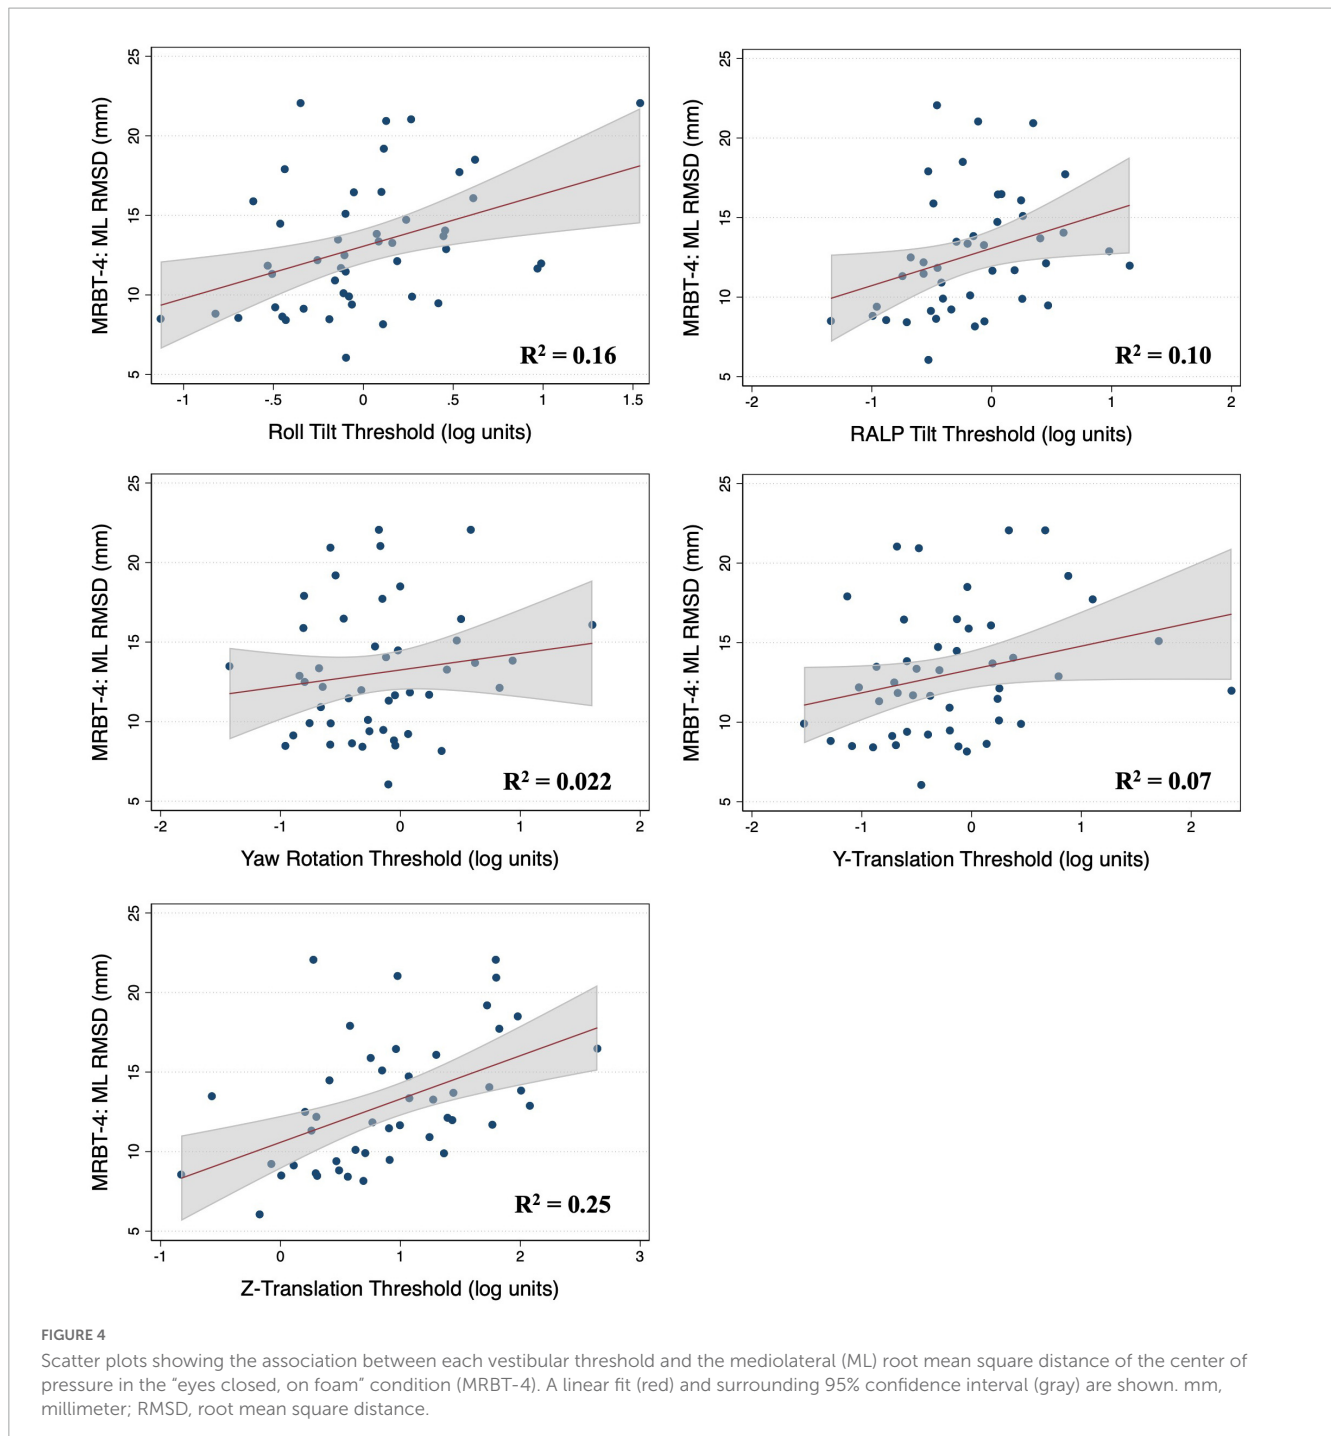 MRBT-4: ML RMSD (mm)
25
20
15
10
5
-1
-.5
0
.5
1
1.5
Roll Tilt Threshold (log units)
R² = 0.16
MRBT-4: ML RMSD (mm)
25
20
15
10
5
-2
-1
0
1
2
RALP Tilt Threshold (log units)
R² = 0.10
MRBT-4: ML RMSD (mm)
25
20
15
10
5
-2
-1
0
1
2
Yaw Rotation Threshold (log units)
R² = 0.022
MRBT-4: ML RMSD (mm)
25
20
15
10
5
-1
0
1
2
Y-Translation Threshold (log units)
R² = 0.07
MRBT-4: ML RMSD (mm)
25
20
15
10
5
-1
0
1
2
3
Z-Translation Threshold (log units)
R² = 0.25
FIGURE 4
Scatter plots showing the association between each vestibular threshold and the mediolateral (ML) root mean square distance of the center of
pressure in the “eyes closed, on foam” condition (MRBT-4). A linear fit (red) and surrounding 95% confidence interval (gray) are shown. mm,
millimeter; RMSD, root mean square distance.